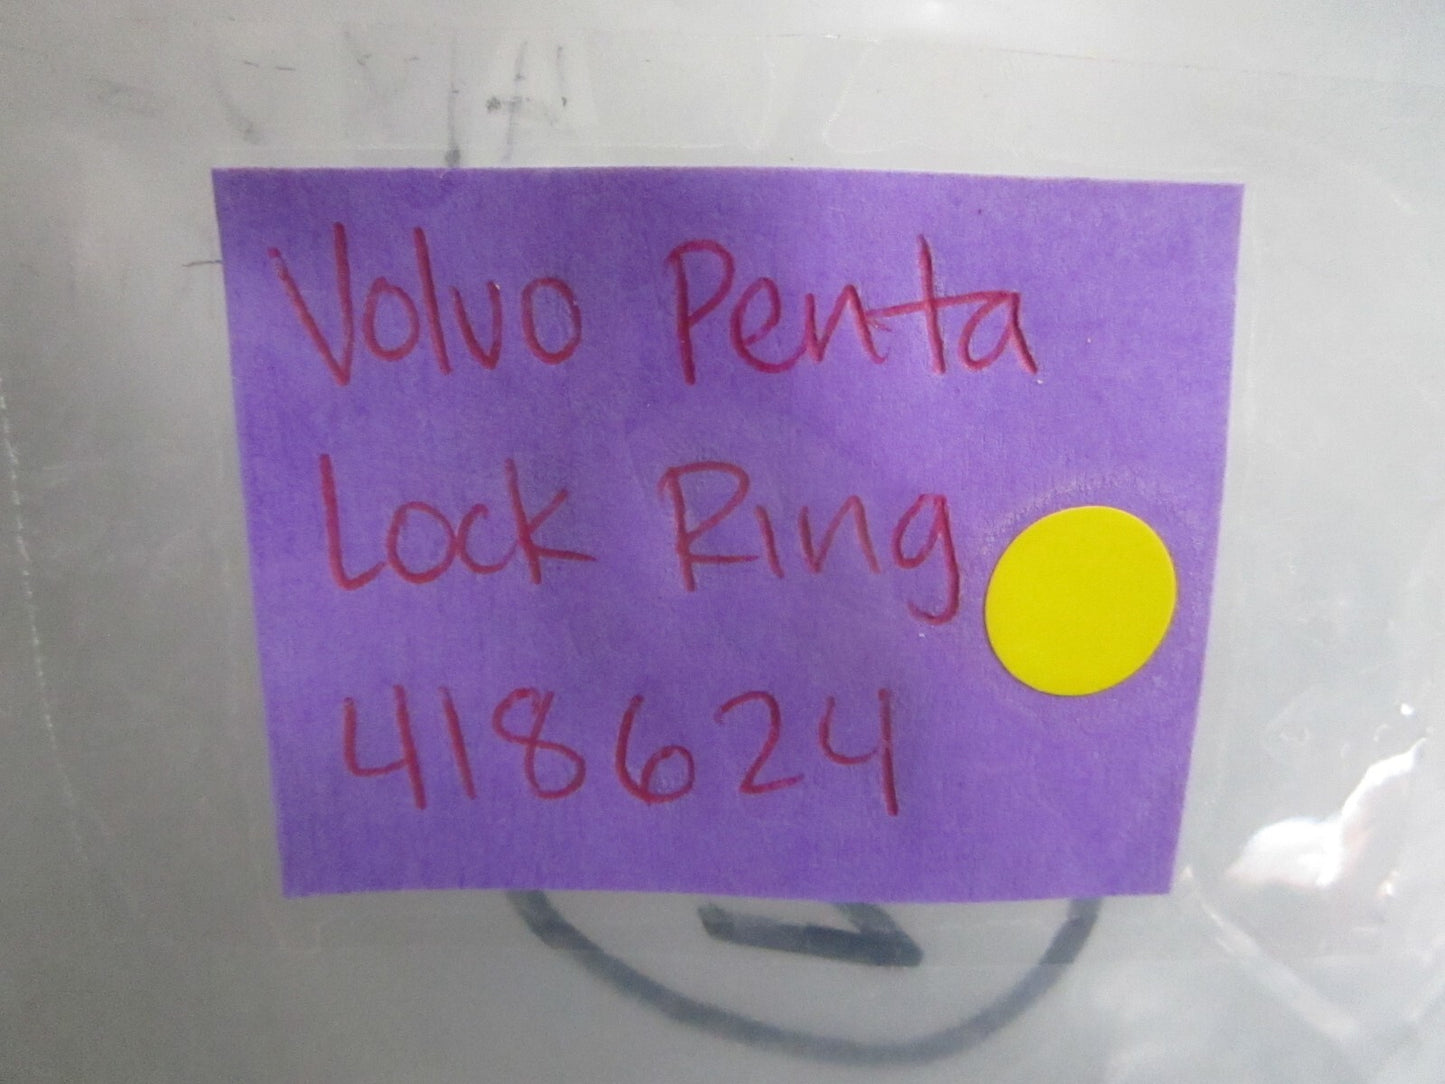 Volvo Penta
Lock Ring
418624